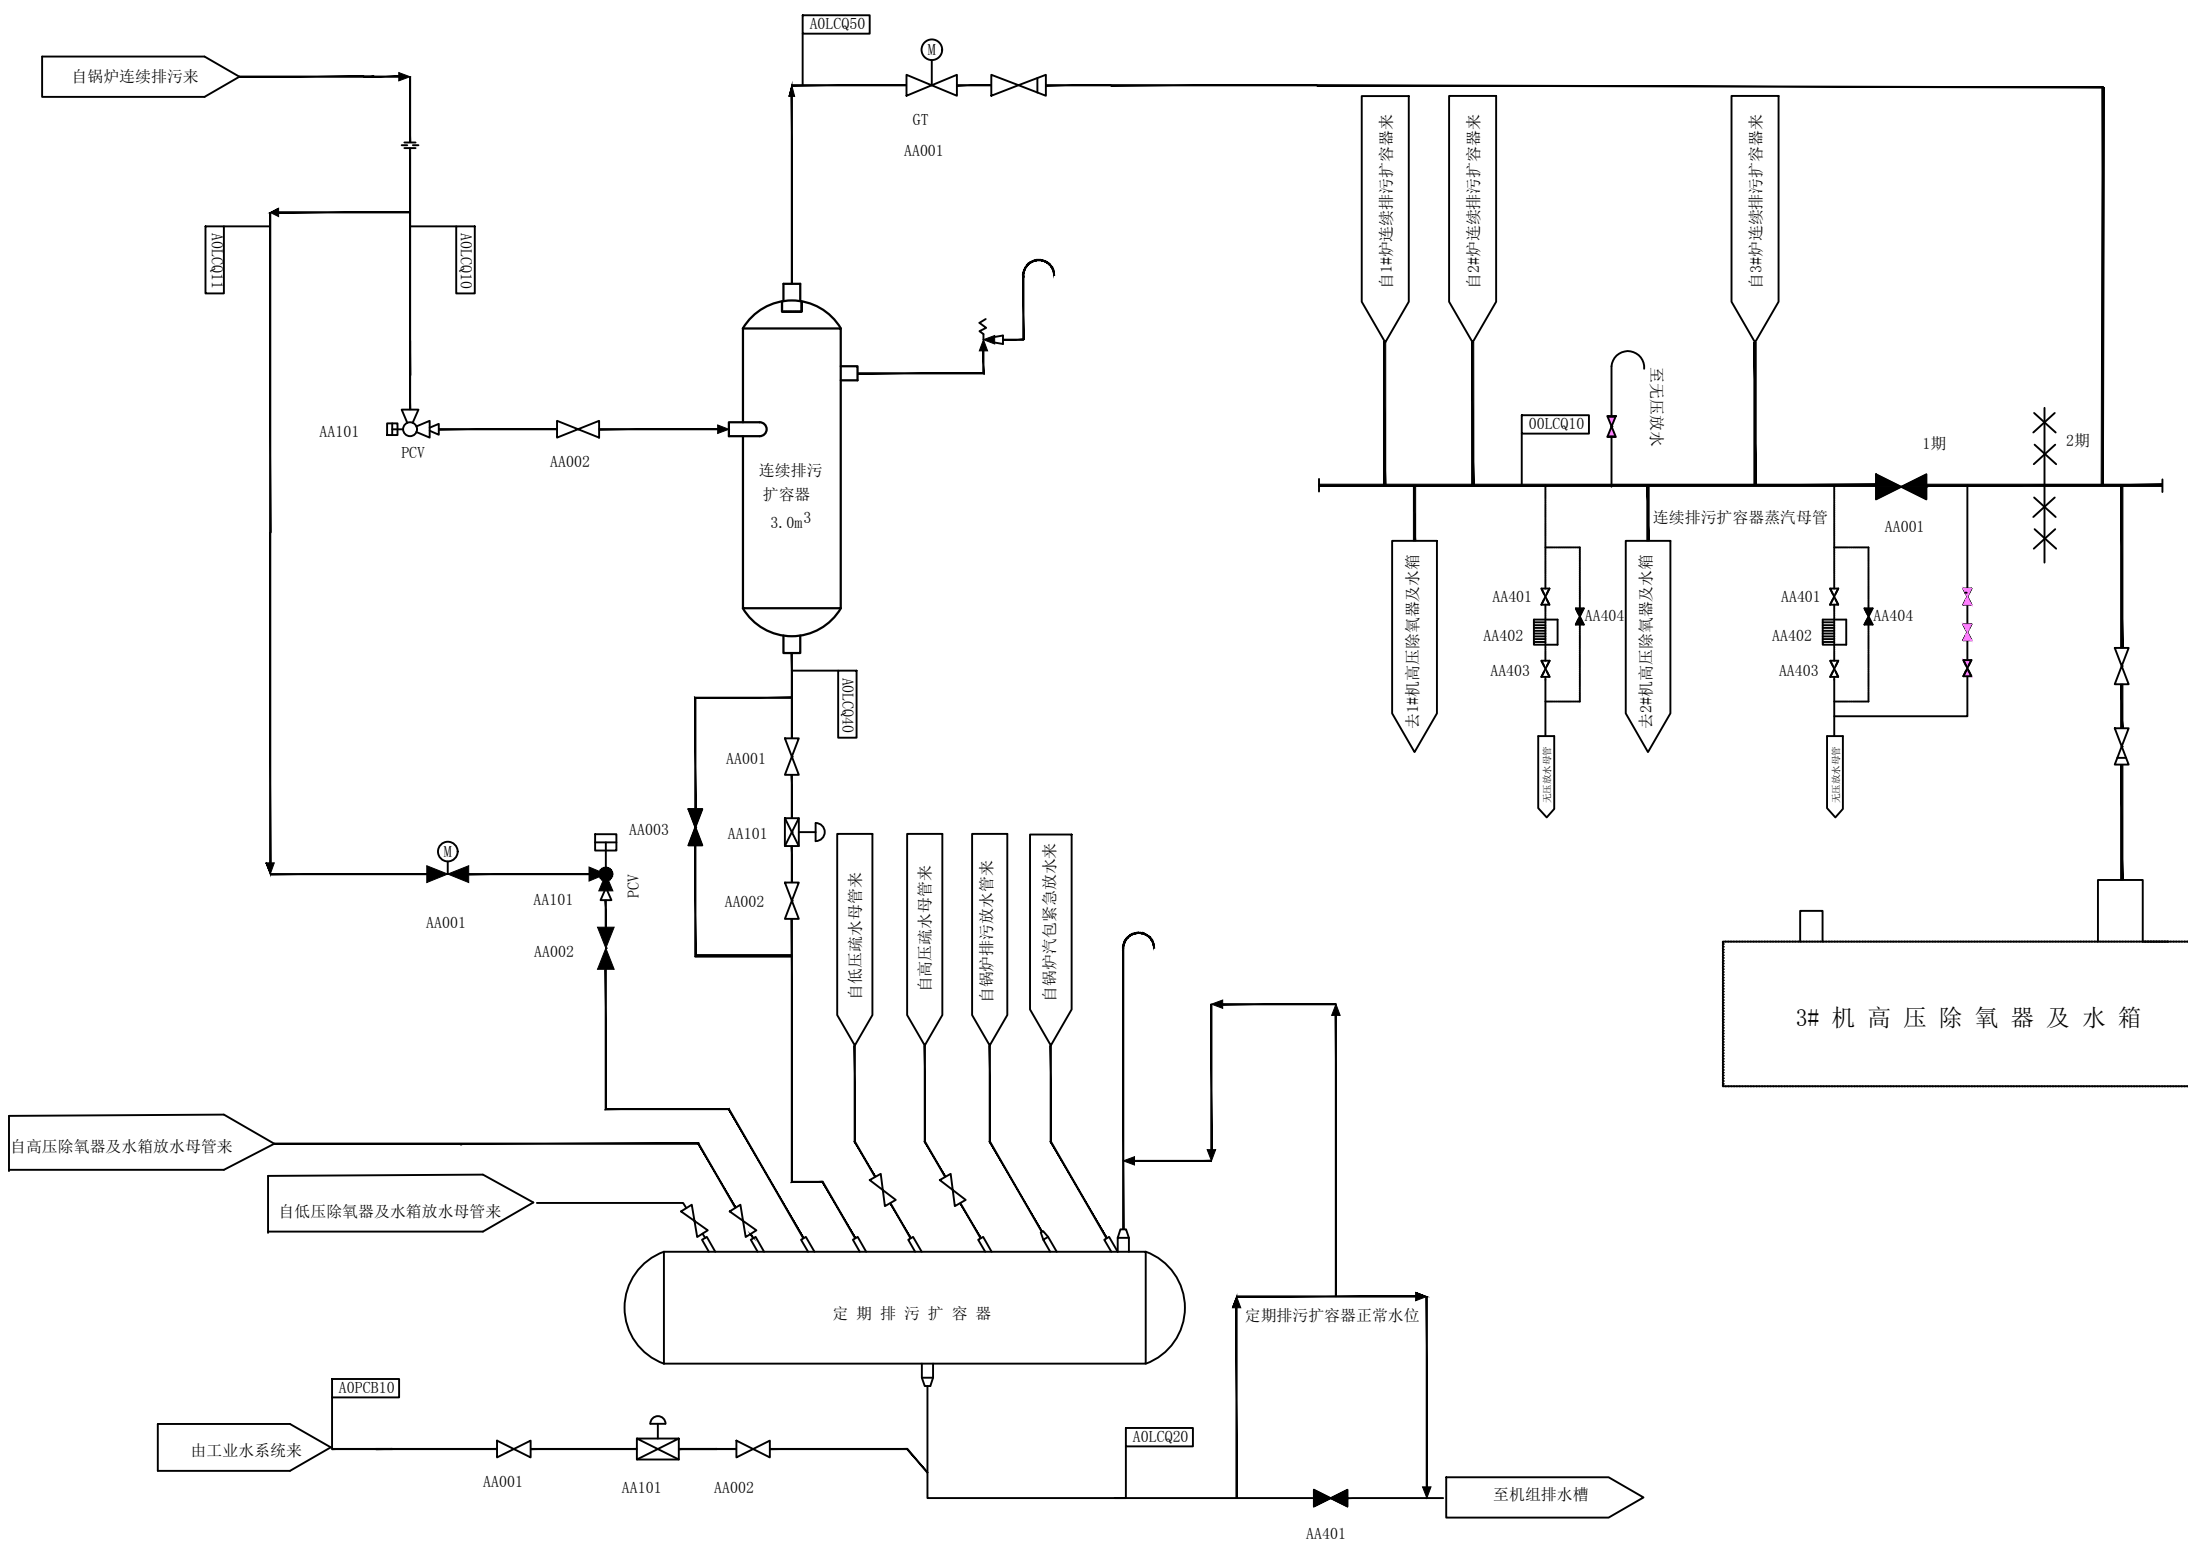 A0LCQ50
M
自锅炉连续排污来
GT
AA001
自1#炉连续排污扩容器来
自2#炉连续排污扩容器来
自3#炉连续排污扩容器来
A0LCQ11
A0LCQ10
AA101
PCV
AA002
连续排污
扩容器
3.0m3
00LCQ10
至无压放水
1期
2期
连续排污扩容器蒸汽母管
AA001
去1#机高压除氧器及水箱
AA401
AA402
AA403
AA404
去2#机高压除氧器及水箱
AA401
AA402
AA403
AA404
无压放水母管
无压放水母管
A0LCQ40
AA001
AA003
AA101
AA002
M
AA001
AA101
PCV
AA002
自低压疏水母管来
自高压疏水母管来
自锅炉排污放水管来
自锅炉汽包紧急放水来
3#机高压除氧器及水箱
自高压除氧器及水箱放水母管来
自低压除氧器及水箱放水母管来
定期排污扩容器
定期排污扩容器正常水位
A0PCB10
由工业水系统来
AA001
AA101
AA002
A0LCQ20
AA401
至机组排水槽